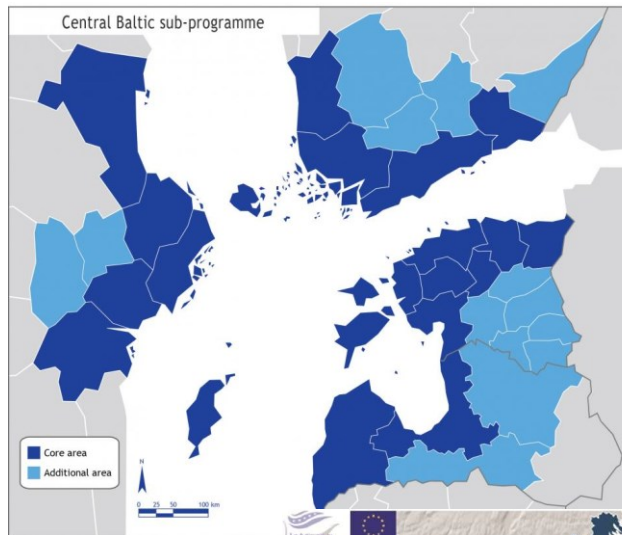 Central Baltic sub-programme
Core area
Additional area
N
0 25 50 100 km